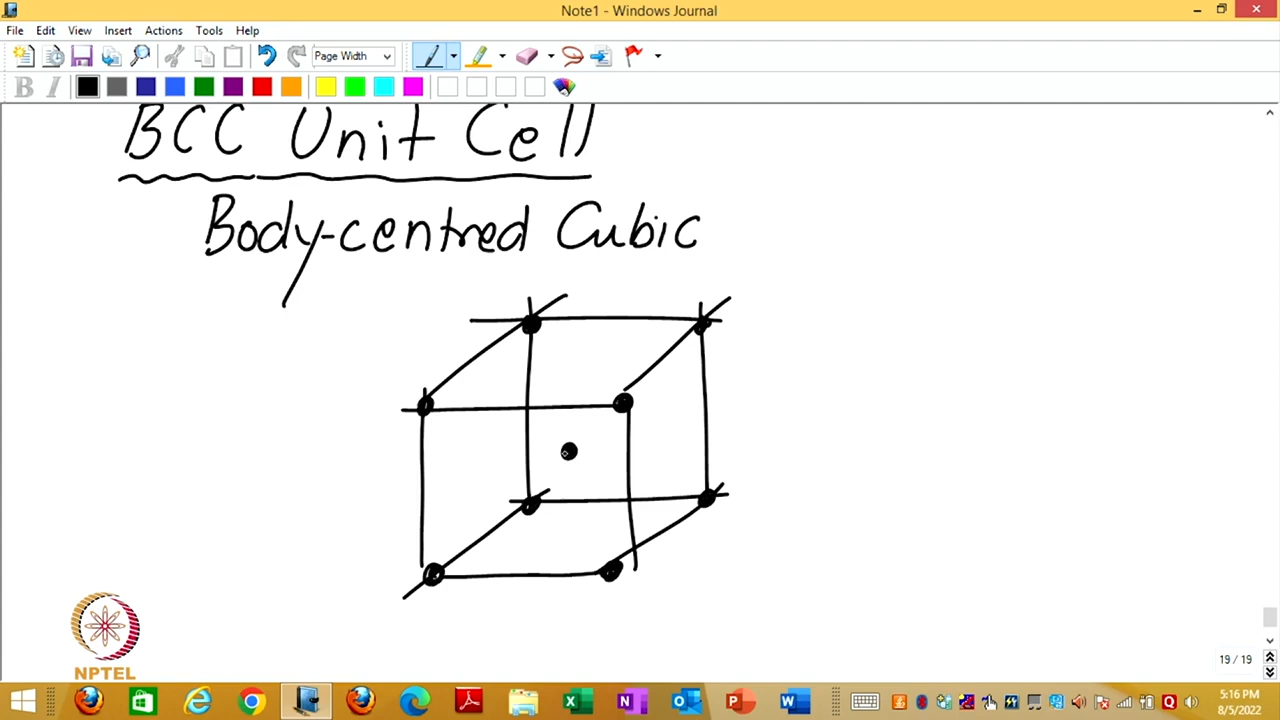 Note1 - Windows Journal
File Edit View Insert Actions Tools Help
Page Width
B I
BCC Unit Cell
Body-centred Cubic
NPTEL
19 / 19
5:16 PM
8/5/2022